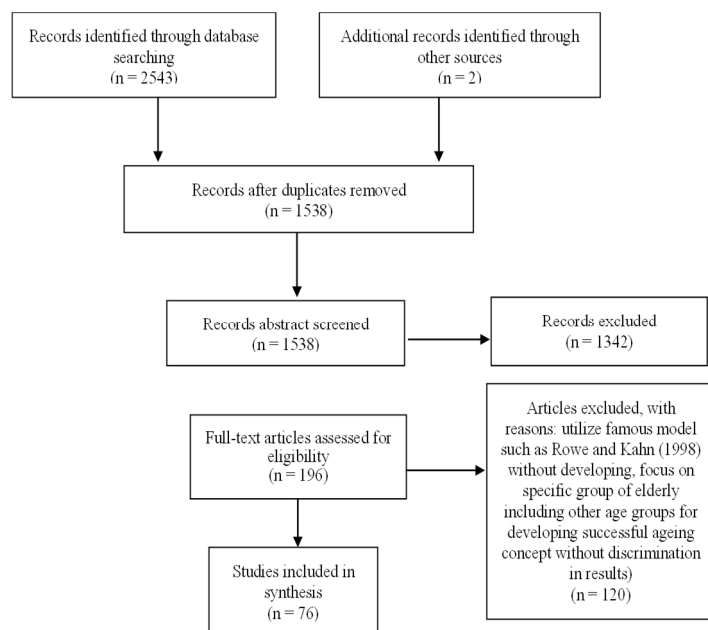 Records identified through database
searching
(n = 2543)
Additional records identified through
other sources
(n = 2)
Records after duplicates removed
(n = 1538)
Records abstract screened
(n = 1538)
Records excluded
(n = 1342)
Full-text articles assessed for
eligibility
(n = 196)
Articles excluded, with
reasons: utilize famous model
such as Rowe and Kahn (1998)
without developing, focus on
specific group of elderly
including other age groups for
developing successful ageing
concept without discrimination
in results)
(n = 120)
Studies included in
synthesis
(n = 76)